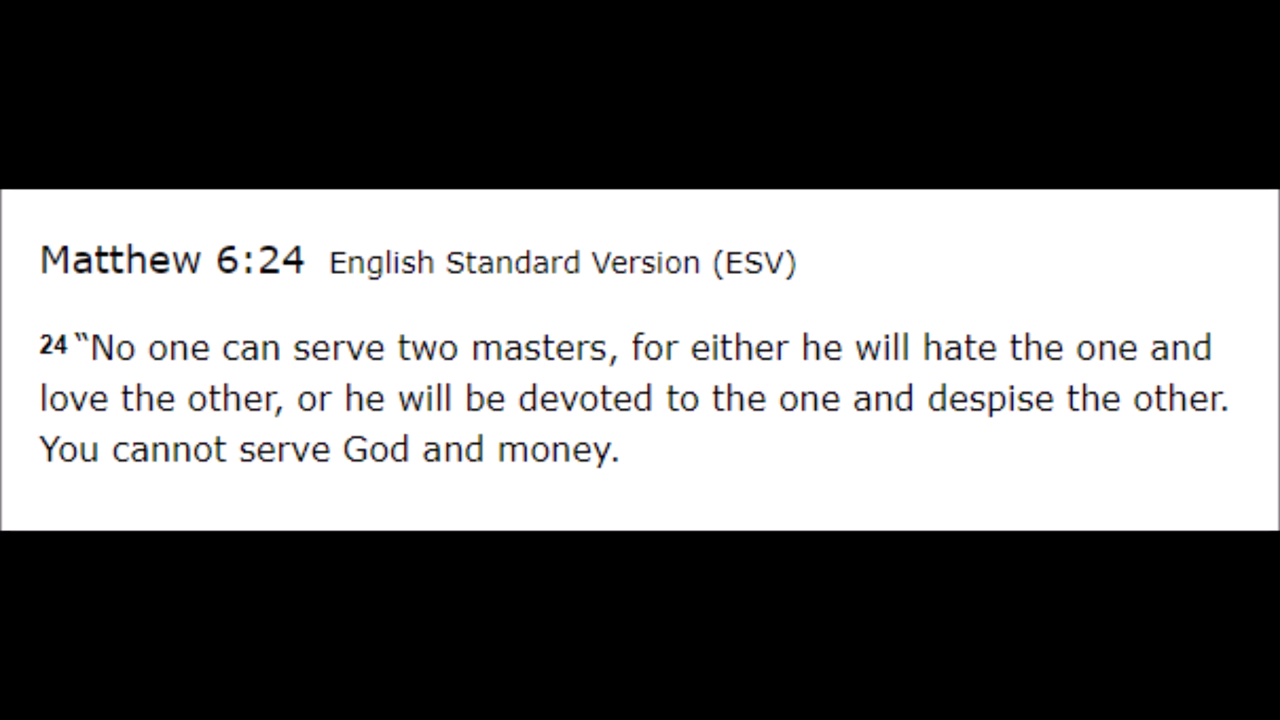 Matthew 6:24 English Standard Version (ESV)
24 “No one can serve two masters, for either he will hate the one and
love the other, or he will be devoted to the one and despise the other.
You cannot serve God and money.